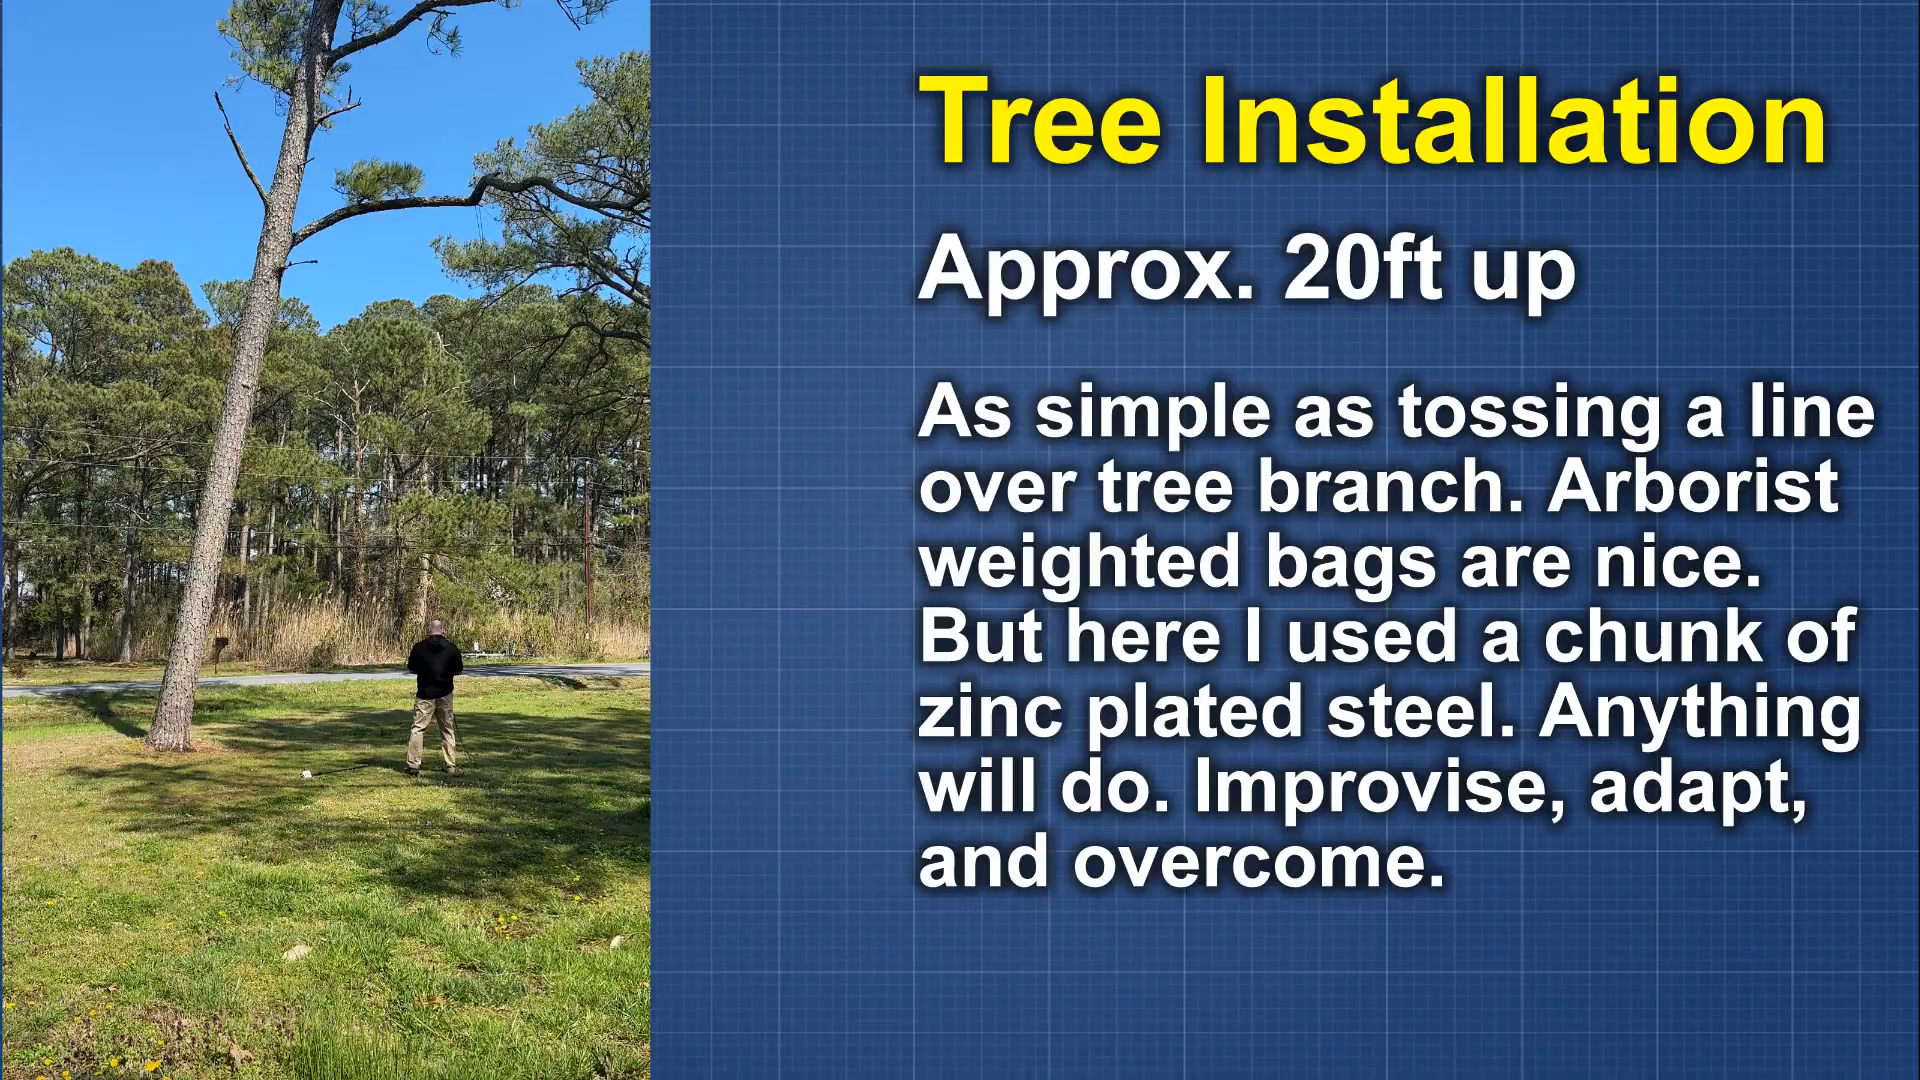 Tree Installation
Approx. 20ft up
As simple as tossing a line
over tree branch. Arborist
weighted bags are nice.
But here I used a chunk of
zinc plated steel. Anything
will do. Improvise, adapt,
and overcome.